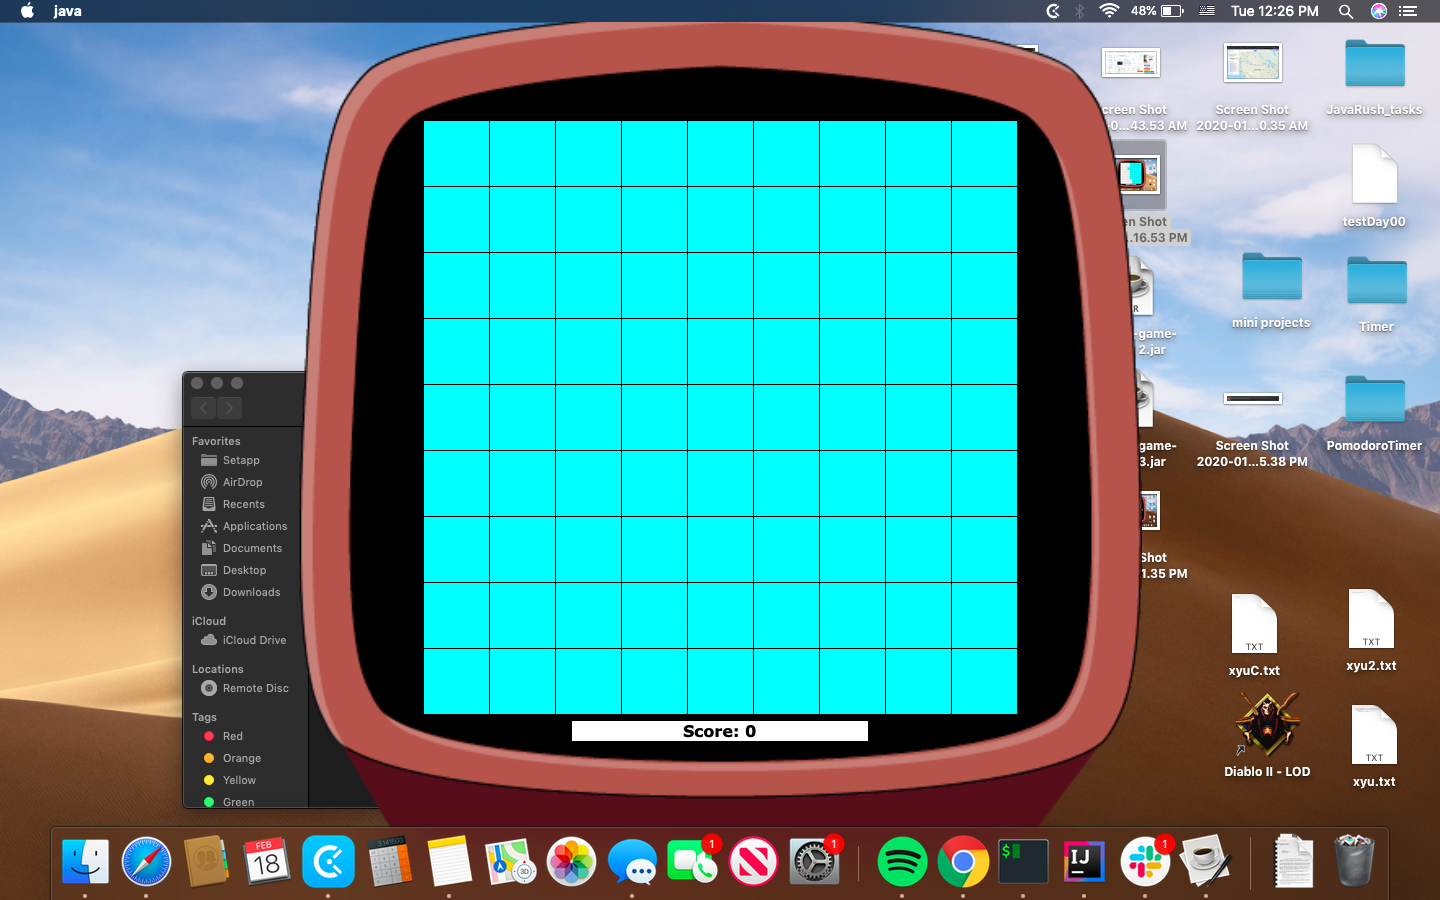 java
48%
Tue 12:26 PM
creen Shot
-0...43.53 AM
Screen Shot
2020-01...0.35 AM
JavaRush_tasks
en Shot
.16.53 PM
testDay00
mini projects
Timer
-game-
2.jar
game-
3.jar
Screen Shot
2020-01...5.38 PM
PomodoroTimer
Shot
1.35 PM
TXT
xyuC.txt
TXT
xyu2.txt
Diablo II - LOD
TXT
xyu.txt
Favorites
Setapp
AirDrop
Recents
Applications
Documents
Desktop
Downloads
iCloud
iCloud Drive
Locations
Remote Disc
Tags
Red
Orange
Yellow
Green
Score: 0
FEB
18
3D
1
1
$
IJ
1